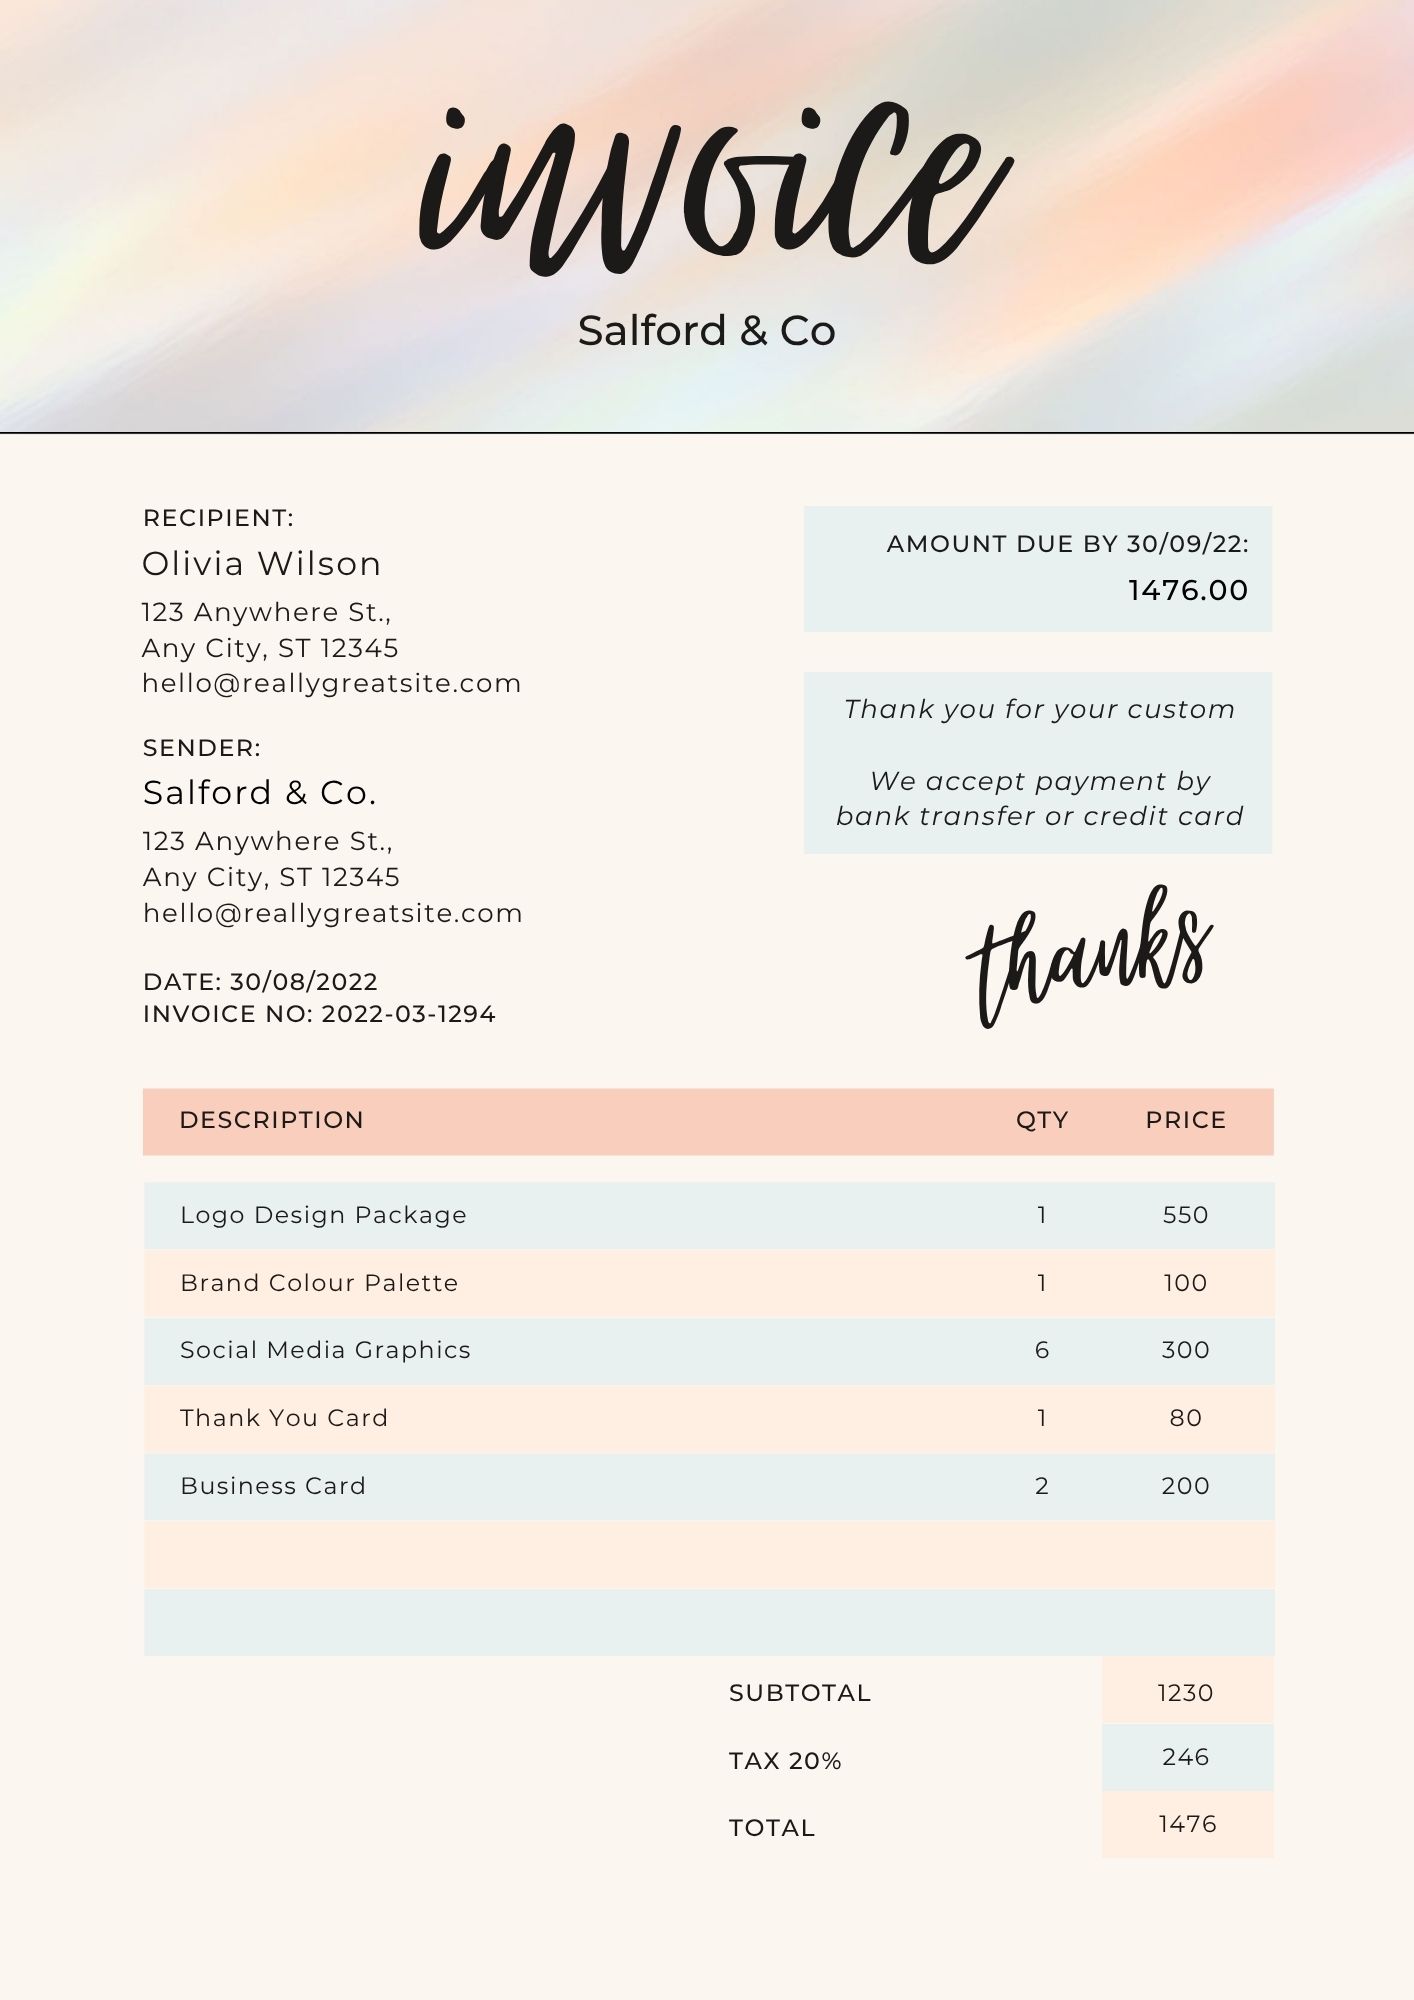 invoice
Salford & Co
RECIPIENT:
Olivia Wilson
123 Anywhere St.,
Any City, ST 12345
hello@reallygreatsite.com
SENDER:
Salford & Co.
123 Anywhere St.,
Any City, ST 12345
hello@reallygreatsite.com
DATE: 30/08/2022
INVOICE NO: 2022-03-1294
AMOUNT DUE BY 30/09/22:
1476.00
Thank you for your custom
We accept payment by
bank transfer or credit card
thanks
DESCRIPTION QTY PRICE
Logo Design Package 1 550
Brand Colour Palette 1 100
Social Media Graphics 6 300
Thank You Card 1 80
Business Card 2 200
SUBTOTAL 1230
TAX 20% 246
TOTAL 1476